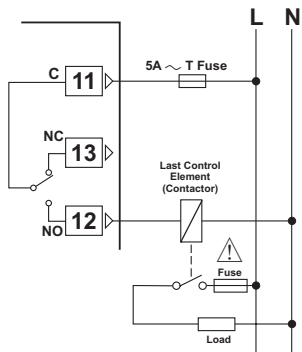 L N
C 11 5A ~ T Fuse
NC
13
Last Control
Element
(Contactor)
12
NO
Fuse
Load